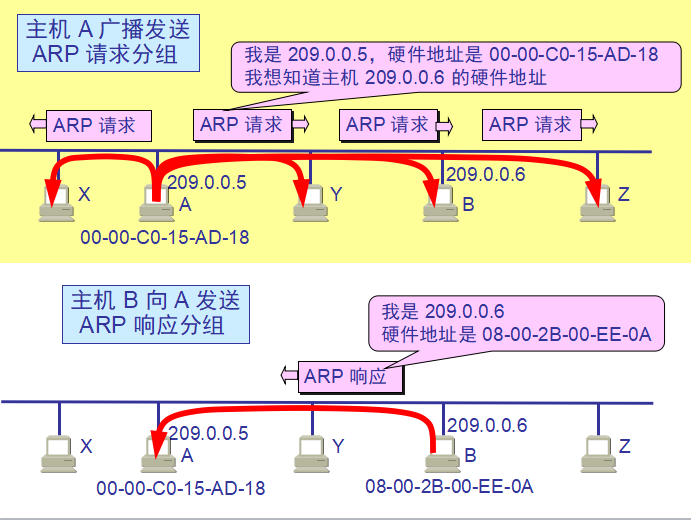 主机 A 广播发送
ARP 请求分组
我是 209.0.0.5，硬件地址是 00-00-C0-15-AD-18
我想知道主机 209.0.0.6 的硬件地址
ARP 请求
ARP 请求
ARP 请求
ARP 请求
209.0.0.5
209.0.0.6
X
A
Y
B
Z
00-00-C0-15-AD-18
主机 B 向 A 发送
ARP 响应分组
我是 209.0.0.6
硬件地址是 08-00-2B-00-EE-0A
ARP 响应
209.0.0.5
209.0.0.6
X
A
Y
B
Z
00-00-C0-15-AD-18
08-00-2B-00-EE-0A